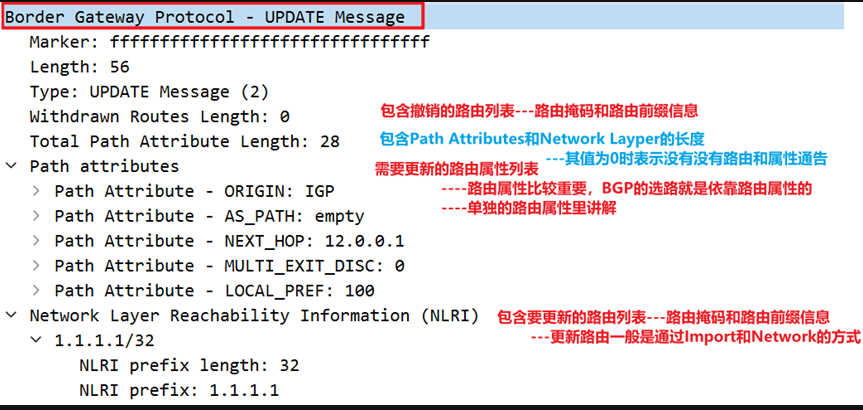 Border Gateway Protocol - UPDATE Message
Marker: ffffffffffffffffffffffffffffffff
Length: 56
Type: UPDATE Message (2)
Withdrawn Routes Length: 0
包含撤销的路由列表---路由掩码和路由前缀信息
Total Path Attribute Length: 28
包含Path Attributes和Network Layper的长度
---其值为0时表示没有没有路由和属性通告
Path attributes
需要更新的路由属性列表
Path Attribute - ORIGIN: IGP
----路由属性比较重要，BGP的选路就是依靠路由属性的
Path Attribute - AS_PATH: empty
----单独的路由属性里讲解
Path Attribute - NEXT_HOP: 12.0.0.1
Path Attribute - MULTI_EXIT_DISC: 0
Path Attribute - LOCAL_PREF: 100
Network Layer Reachability Information (NLRI)
包含要更新的路由列表---路由掩码和路由前缀信息
---更新路由一般是通过Import和Network的方式
1.1.1.1/32
NLRI prefix length: 32
NLRI prefix: 1.1.1.1